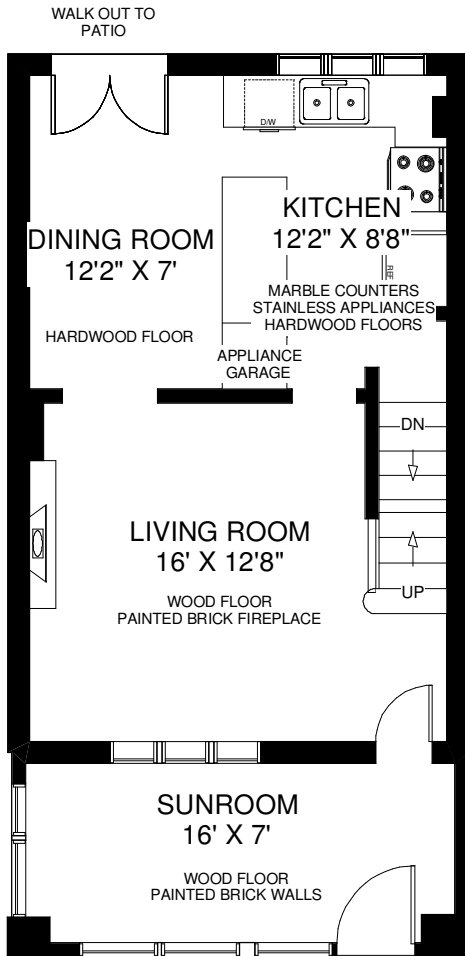 WALK OUT TO
PATIO
D/W
KITCHEN
12'2" X 8'8"
DINING ROOM
12'2" X 7'
REF
MARBLE COUNTERS
STAINLESS APPLIANCES
HARDWOOD FLOORS
HARDWOOD FLOOR
APPLIANCE
GARAGE
DN
LIVING ROOM
16' X 12'8"
WOOD FLOOR
PAINTED BRICK FIREPLACE
UP
SUNROOM
16' X 7'
WOOD FLOOR
PAINTED BRICK WALLS